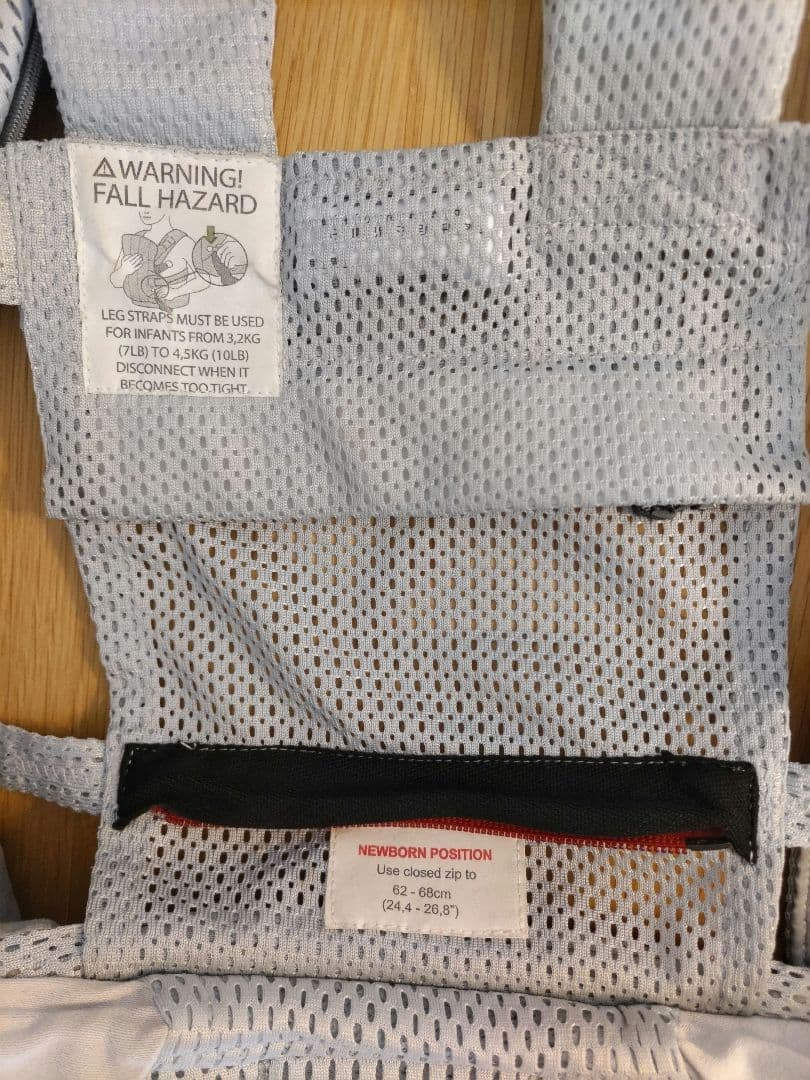 ⚠WARNING!
FALL HAZARD
LEG STRAPS MUST BE USED
FOR INFANTS FROM 3,2KG
(7LB) TO 4,5KG (10LB)
DISCONNECT WHEN IT
BECOMES TOO TIGHT
NEWBORN POSITION
Use closed zip to
62 - 68cm
(24,4 - 26,8")